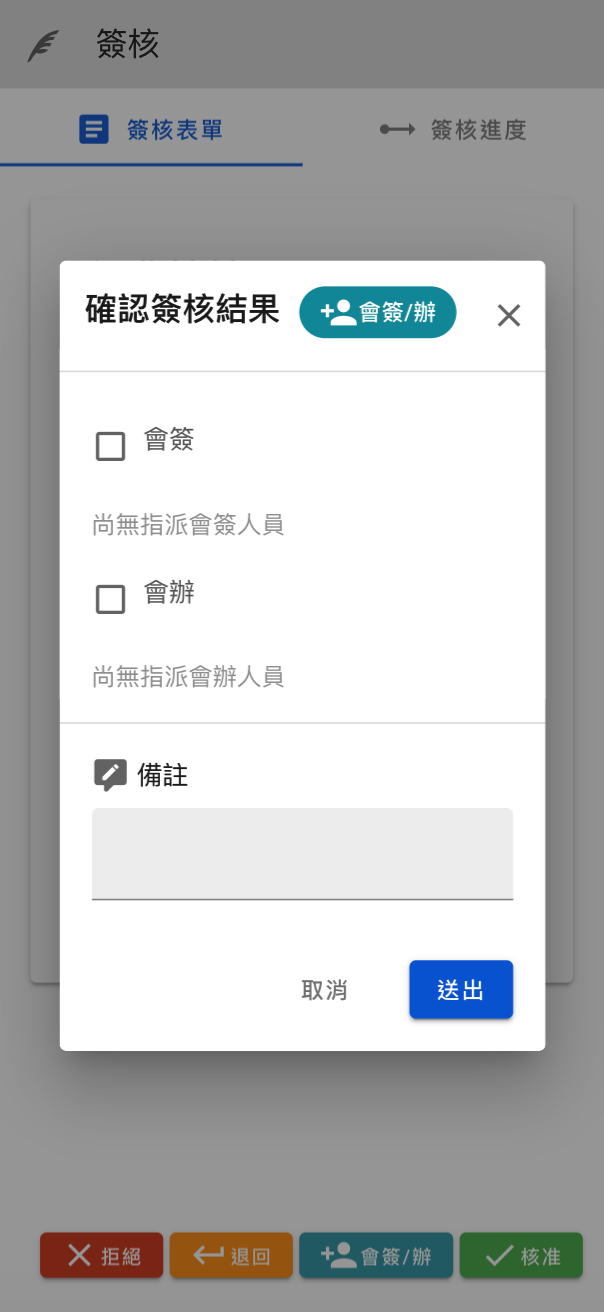 簽核
簽核表單
簽核進度
確認簽核結果
會簽/辦
會簽
尚無指派會簽人員
會辦
尚無指派會辦人員
備註
取消
送出
拒絕
退回
會簽/辦
核准